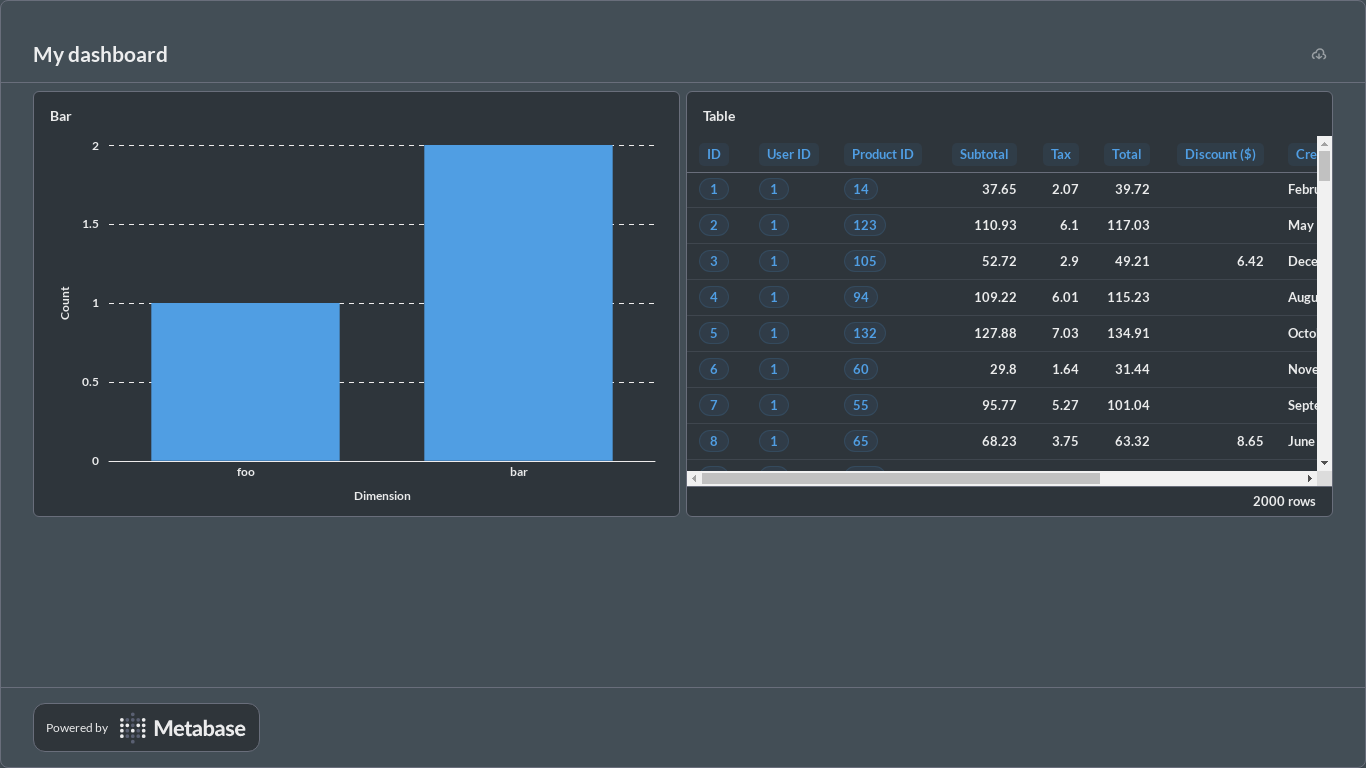 My dashboard
Bar
2
1.5
1
0.5
0
Count
foo bar
Dimension
Table
ID User ID Product ID Subtotal Tax Total Discount ($) Cre
1 1 14 37.65 2.07 39.72 Febru
2 1 123 110.93 6.1 117.03 May
3 1 105 52.72 2.9 49.21 6.42 Dece
4 1 94 109.22 6.01 115.23 Augu
5 1 132 127.88 7.03 134.91 Octo
6 1 60 29.8 1.64 31.44 Nove
7 1 55 95.77 5.27 101.04 Septe
8 1 65 68.23 3.75 63.32 8.65 June
2000 rows
Powered by Metabase